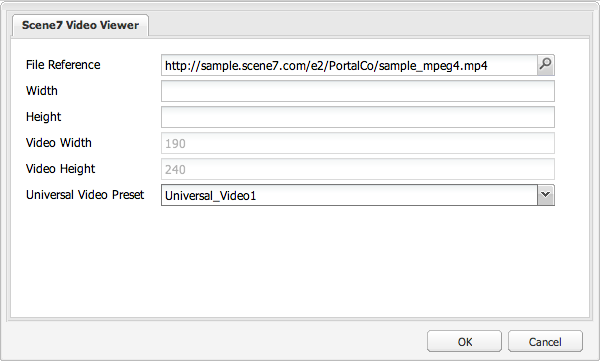 Scene7 Video Viewer
File Reference http://sample.scene7.com/e2/PortalCo/sample_mpeg4.mp4
Width
Height
Video Width 190
Video Height 240
Universal Video Preset Universal_Video1
OK Cancel